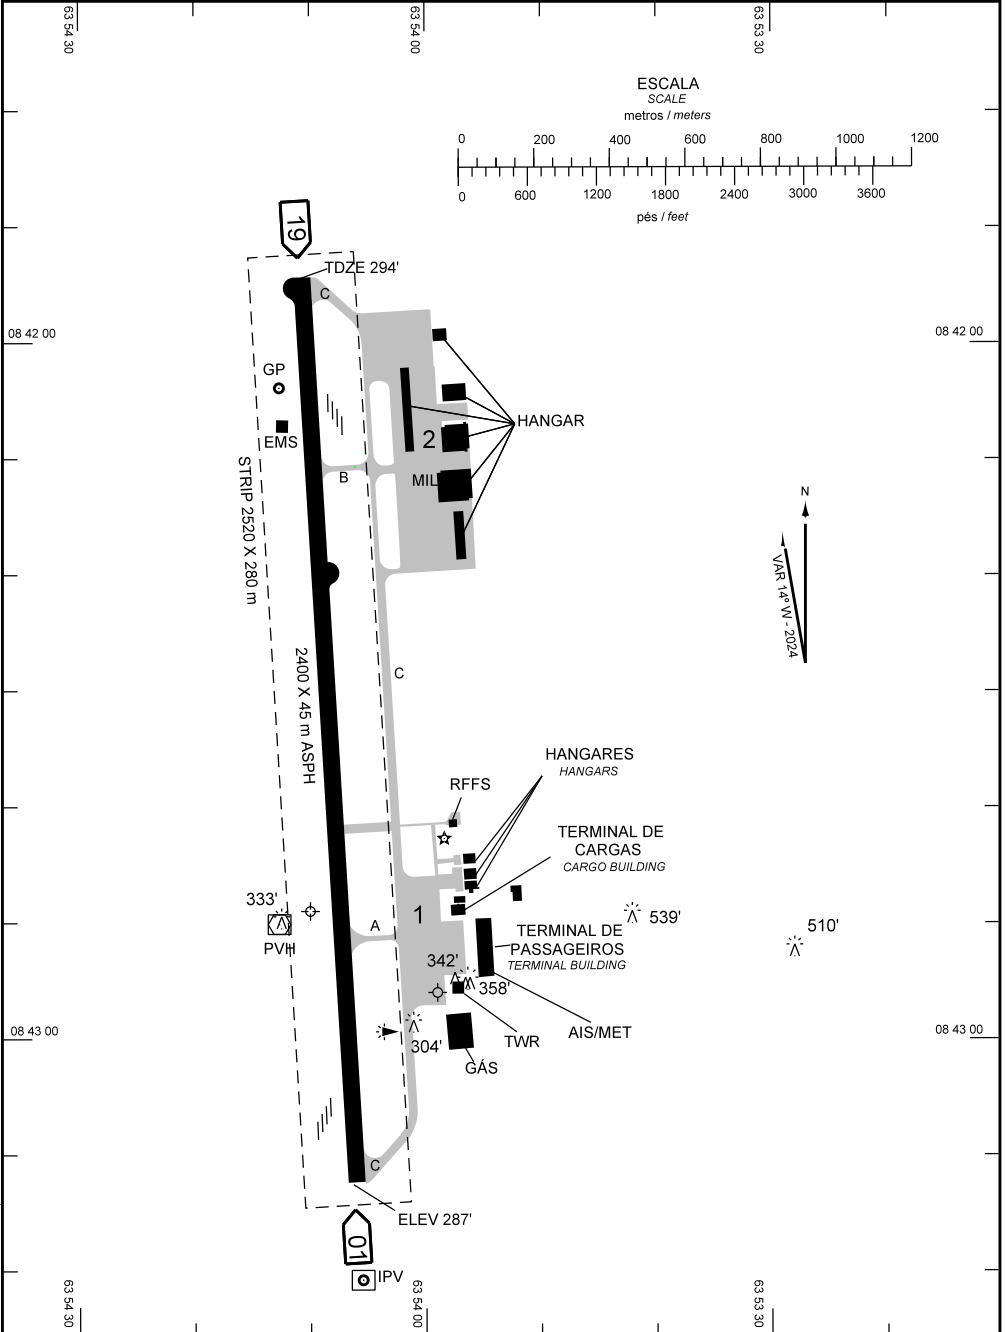 63 54 30
63 54 00
63 53 30
ESCALA
SCALE
metros / meters
0 200 400 600 800 1000 1200
0 600 1200 1800 2400 3000 3600
pés / feet
19
TDZE 294'
C
08 42 00
08 42 00
GP
EMS
HANGAR
2
MIL
B
STRIP 2520 X 280 m
N
VAR 14º W - 2024
C
2400 X 45 m ASPH
HANGARES
HANGARS
RFFS
TERMINAL DE
CARGAS
CARGO BUILDING
333'
PVH
1
A
539'
510'
TERMINAL DE
PASSAGEIROS
TERMINAL BUILDING
342'
358'
304'
TWR
AIS/MET
GÁS
08 43 00
08 43 00
C
ELEV 287'
01
IPV
63 54 30
63 54 00
63 53 30